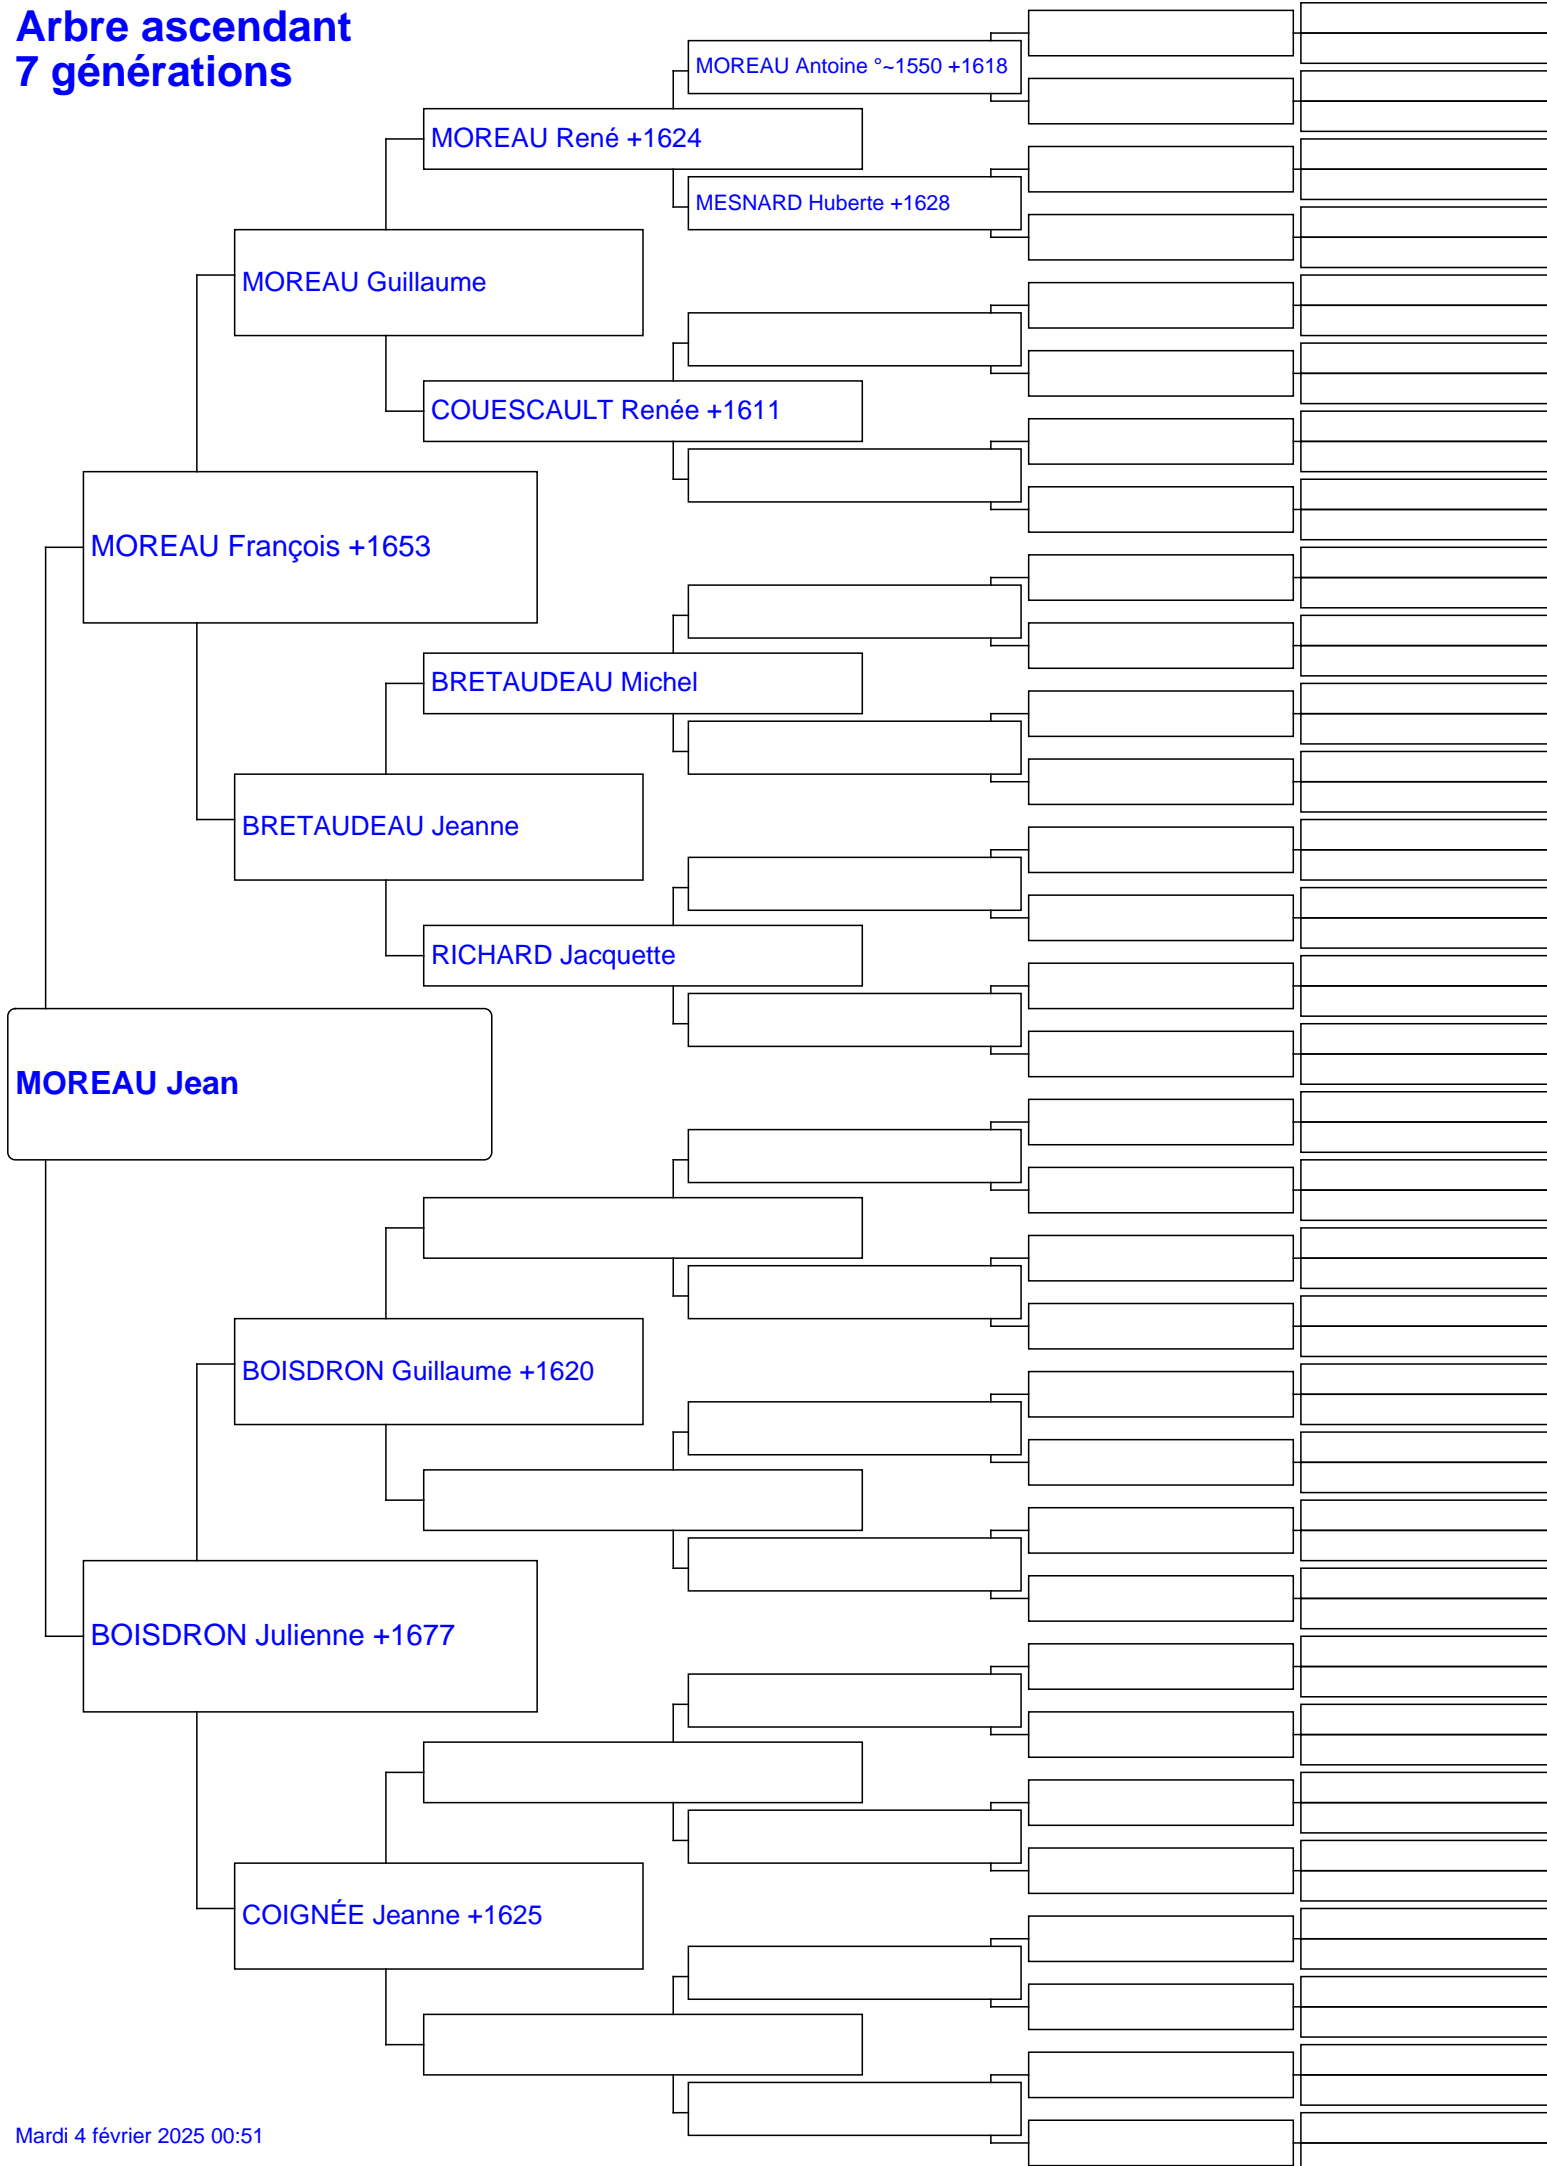 Arbre ascendant
7 générations
MOREAU Antoine °~1550 +1618
MOREAU René +1624
MESNARD Huberte +1628
MOREAU Guillaume
COUESCAULT Renée +1611
MOREAU François +1653
BRETAUDEAU Michel
BRETAUDEAU Jeanne
RICHARD Jacquette
MOREAU Jean
BOISDRON Guillaume +1620
BOISDRON Julienne +1677
COIGNÉE Jeanne +1625
Mardi 4 février 2025 00:51